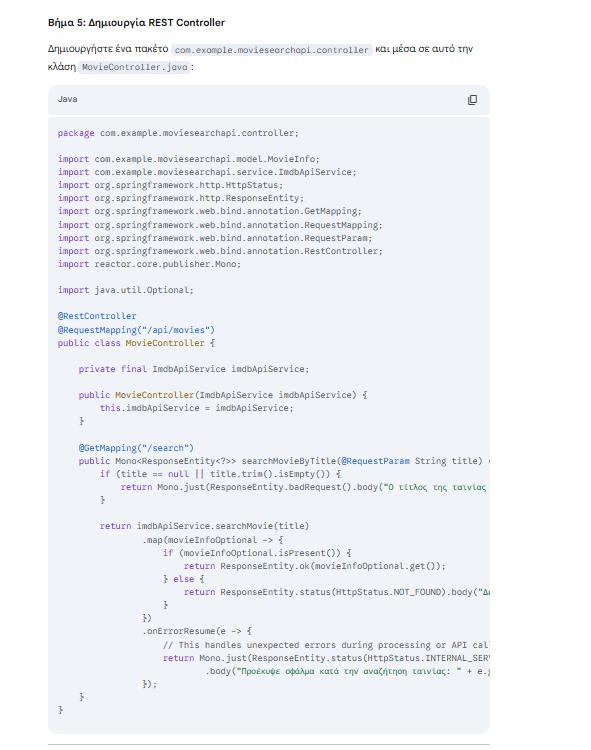 Βήμα 5: Δημιουργία REST Controller
Δημιουργήστε ένα πακέτο com.example.moviesearchapi.controller και μέσα σε αυτό την
κλάση MovieController.java :
Java
package com.example.moviesearchapi.controller;
import com.example.moviesearchapi.model.MovieInfo;
import com.example.moviesearchapi.service.ImdbApiService;
import org.springframework.http.HttpStatus;
import org.springframework.http.ResponseEntity;
import org.springframework.web.bind.annotation.GetMapping;
import org.springframework.web.bind.annotation.RequestMapping;
import org.springframework.web.bind.annotation.RequestParam;
import org.springframework.web.bind.annotation.RestController;
import reactor.core.publisher.Mono;
import java.util.Optional;
@RestController
@RequestMapping("/api/movies")
public class MovieController {
    private final ImdbApiService imdbApiService;
    public MovieController(ImdbApiService imdbApiService) {
        this.imdbApiService = imdbApiService;
    }
    @GetMapping("/search")
    public Mono<ResponseEntity<?>> searchMovieByTitle(@RequestParam String title)
        if (title == null || title.trim().isEmpty()) {
            return Mono.just(ResponseEntity.badRequest().body("Ο τίτλος της ταινίας
        }
        return imdbApiService.searchMovie(title)
                .map(movieInfoOptional -> {
                    if (movieInfoOptional.isPresent()) {
                        return ResponseEntity.ok(movieInfoOptional.get());
                    } else {
                        return ResponseEntity.status(HttpStatus.NOT_FOUND).body("
                    }
                })
                .onErrorResume(e -> {
                    // This handles unexpected errors during processing or API
                    return Mono.just(ResponseEntity.status(HttpStatus.INTERNAL_SER
                            .body("Προέκυψε σφάλμα κατά την αναζήτηση ταινίας: " + e.
                });
    }
}